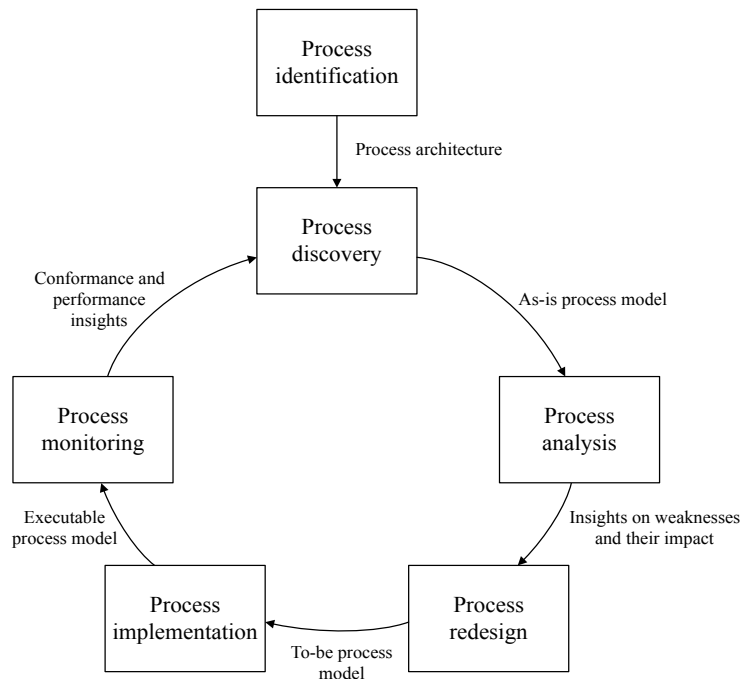 Process
identification
Process architecture
Process
discovery
Conformance and
performance
insights
As-is process model
Process
monitoring
Process
analysis
Executable
process model
Insights on weaknesses
and their impact
Process
implementation
Process
redesign
To-be process
model